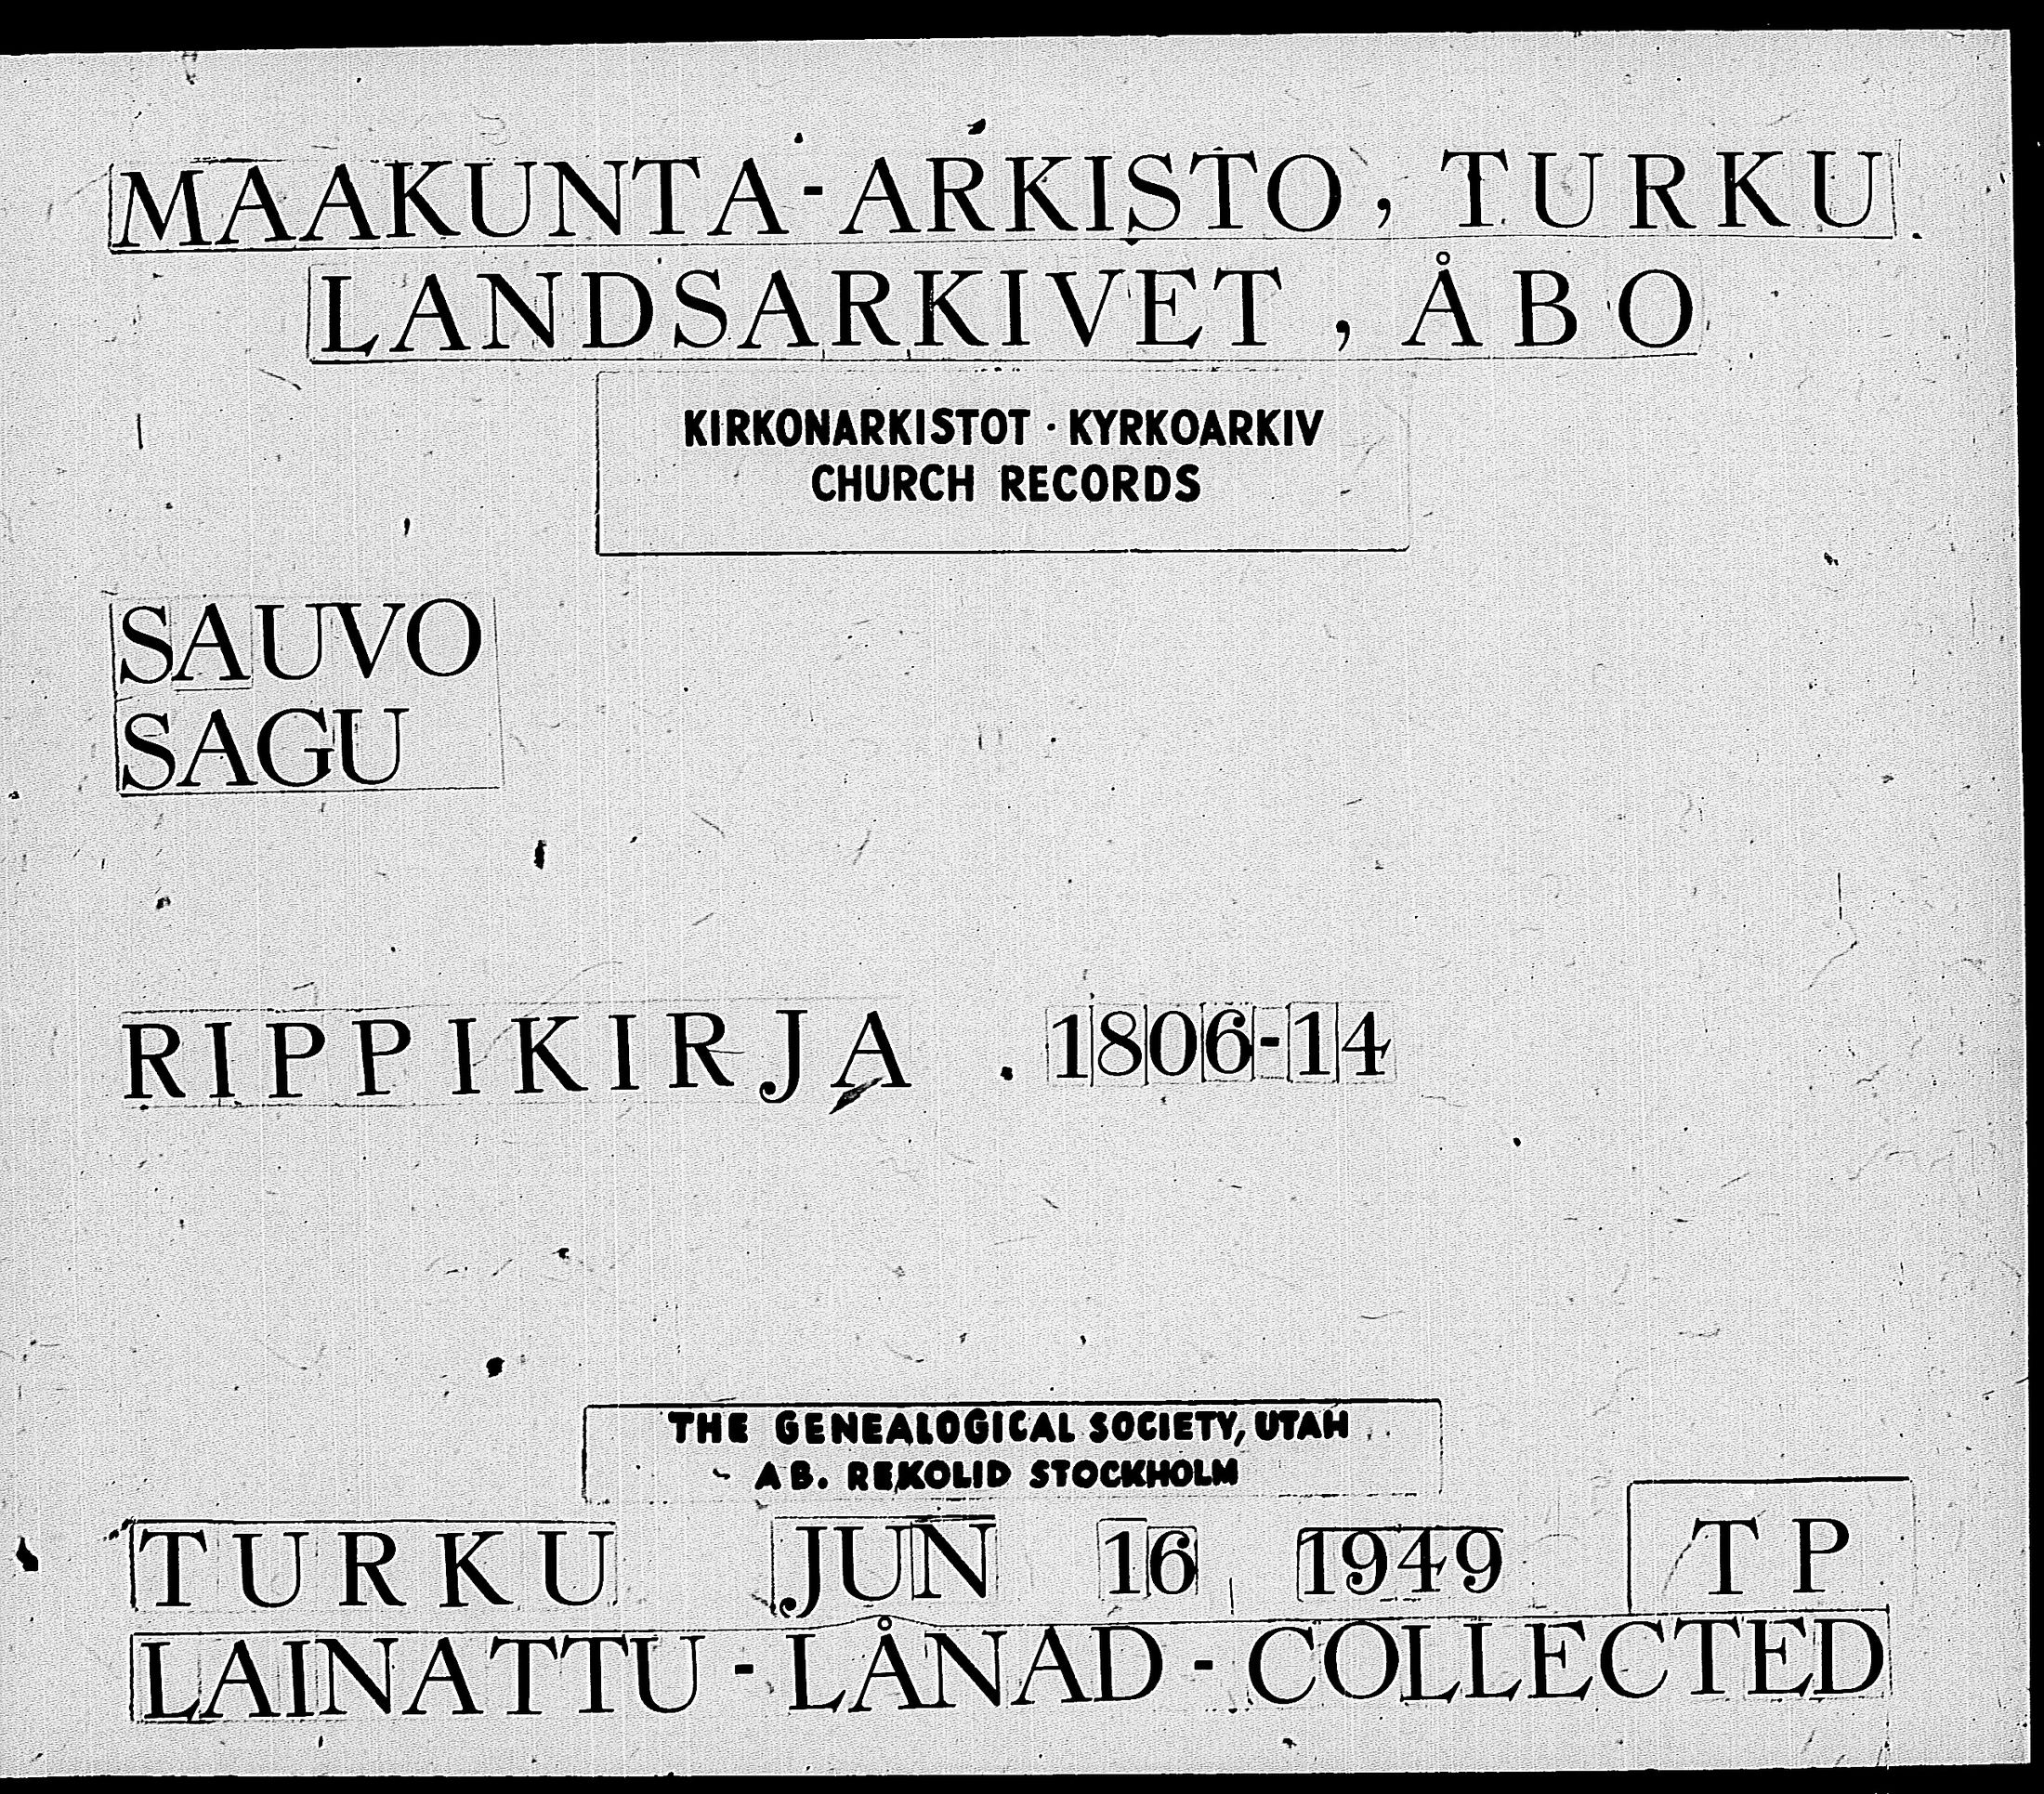 MAAKUNTA-ARKISTO, TURKU
LANDSARKIVET, ÅBO
KIRKONARKISTOT · KYRKOARKIV
CHURCH RECORDS
SAUVO
SAGU
RIPPIKIRJA . 1806-14
THE GENEALOGICAL SOCIETY, UTAH
AB. REKOLID STOCKHOLM
TURKU JUN 16 1949 TP
LAINATTU - LÅNAD - COLLECTED